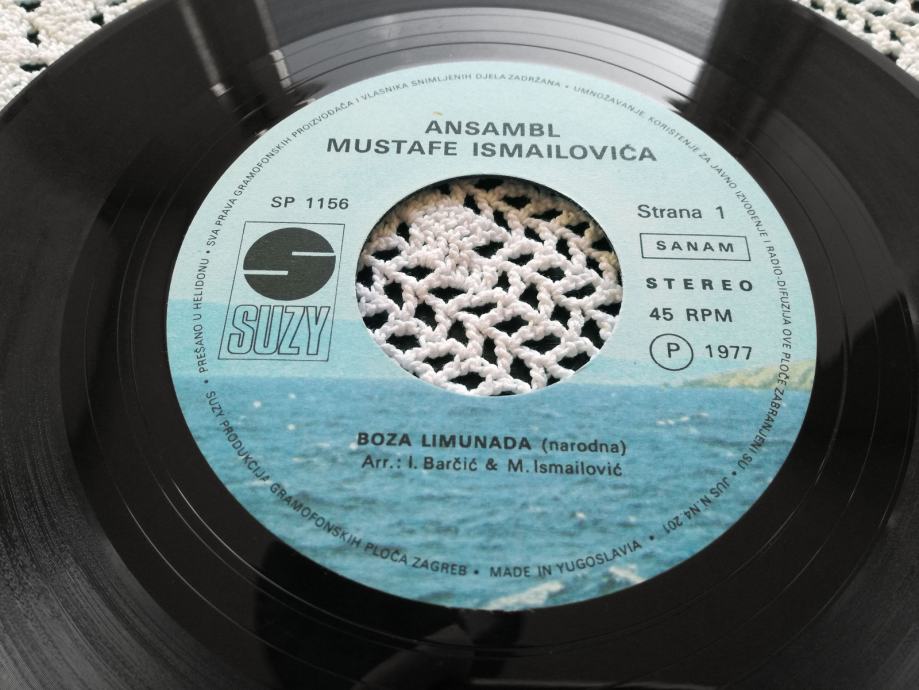 ANSAMBL
MUSTAFE ISMAILOVIĆA
SP 1156
SUZY
Strana 1
SANAM
STEREO
45 RPM
P 1977
BOZA LIMUNADA (narodna)
Arr.: I. Barčić & M. Ismailović
SUZY PRODUKCIJA GRAMOFONSKIH PLOČA ZAGREB • MADE IN YUGOSLAVIA • JUS N.N4.201
• PREŠANO U HELIDONU • SVA PRAVA GRAMOFONSKIH PROIZVOĐAČA I VLASNIKA SNIMLJENIH DJELA ZADRŽANA • UMNOŽAVANJE KORIŠTENJE ZA JAVNO IZVOĐENJE I RADIO-DIFUZIJA OVE PLOČE ZABRANJENI SU •